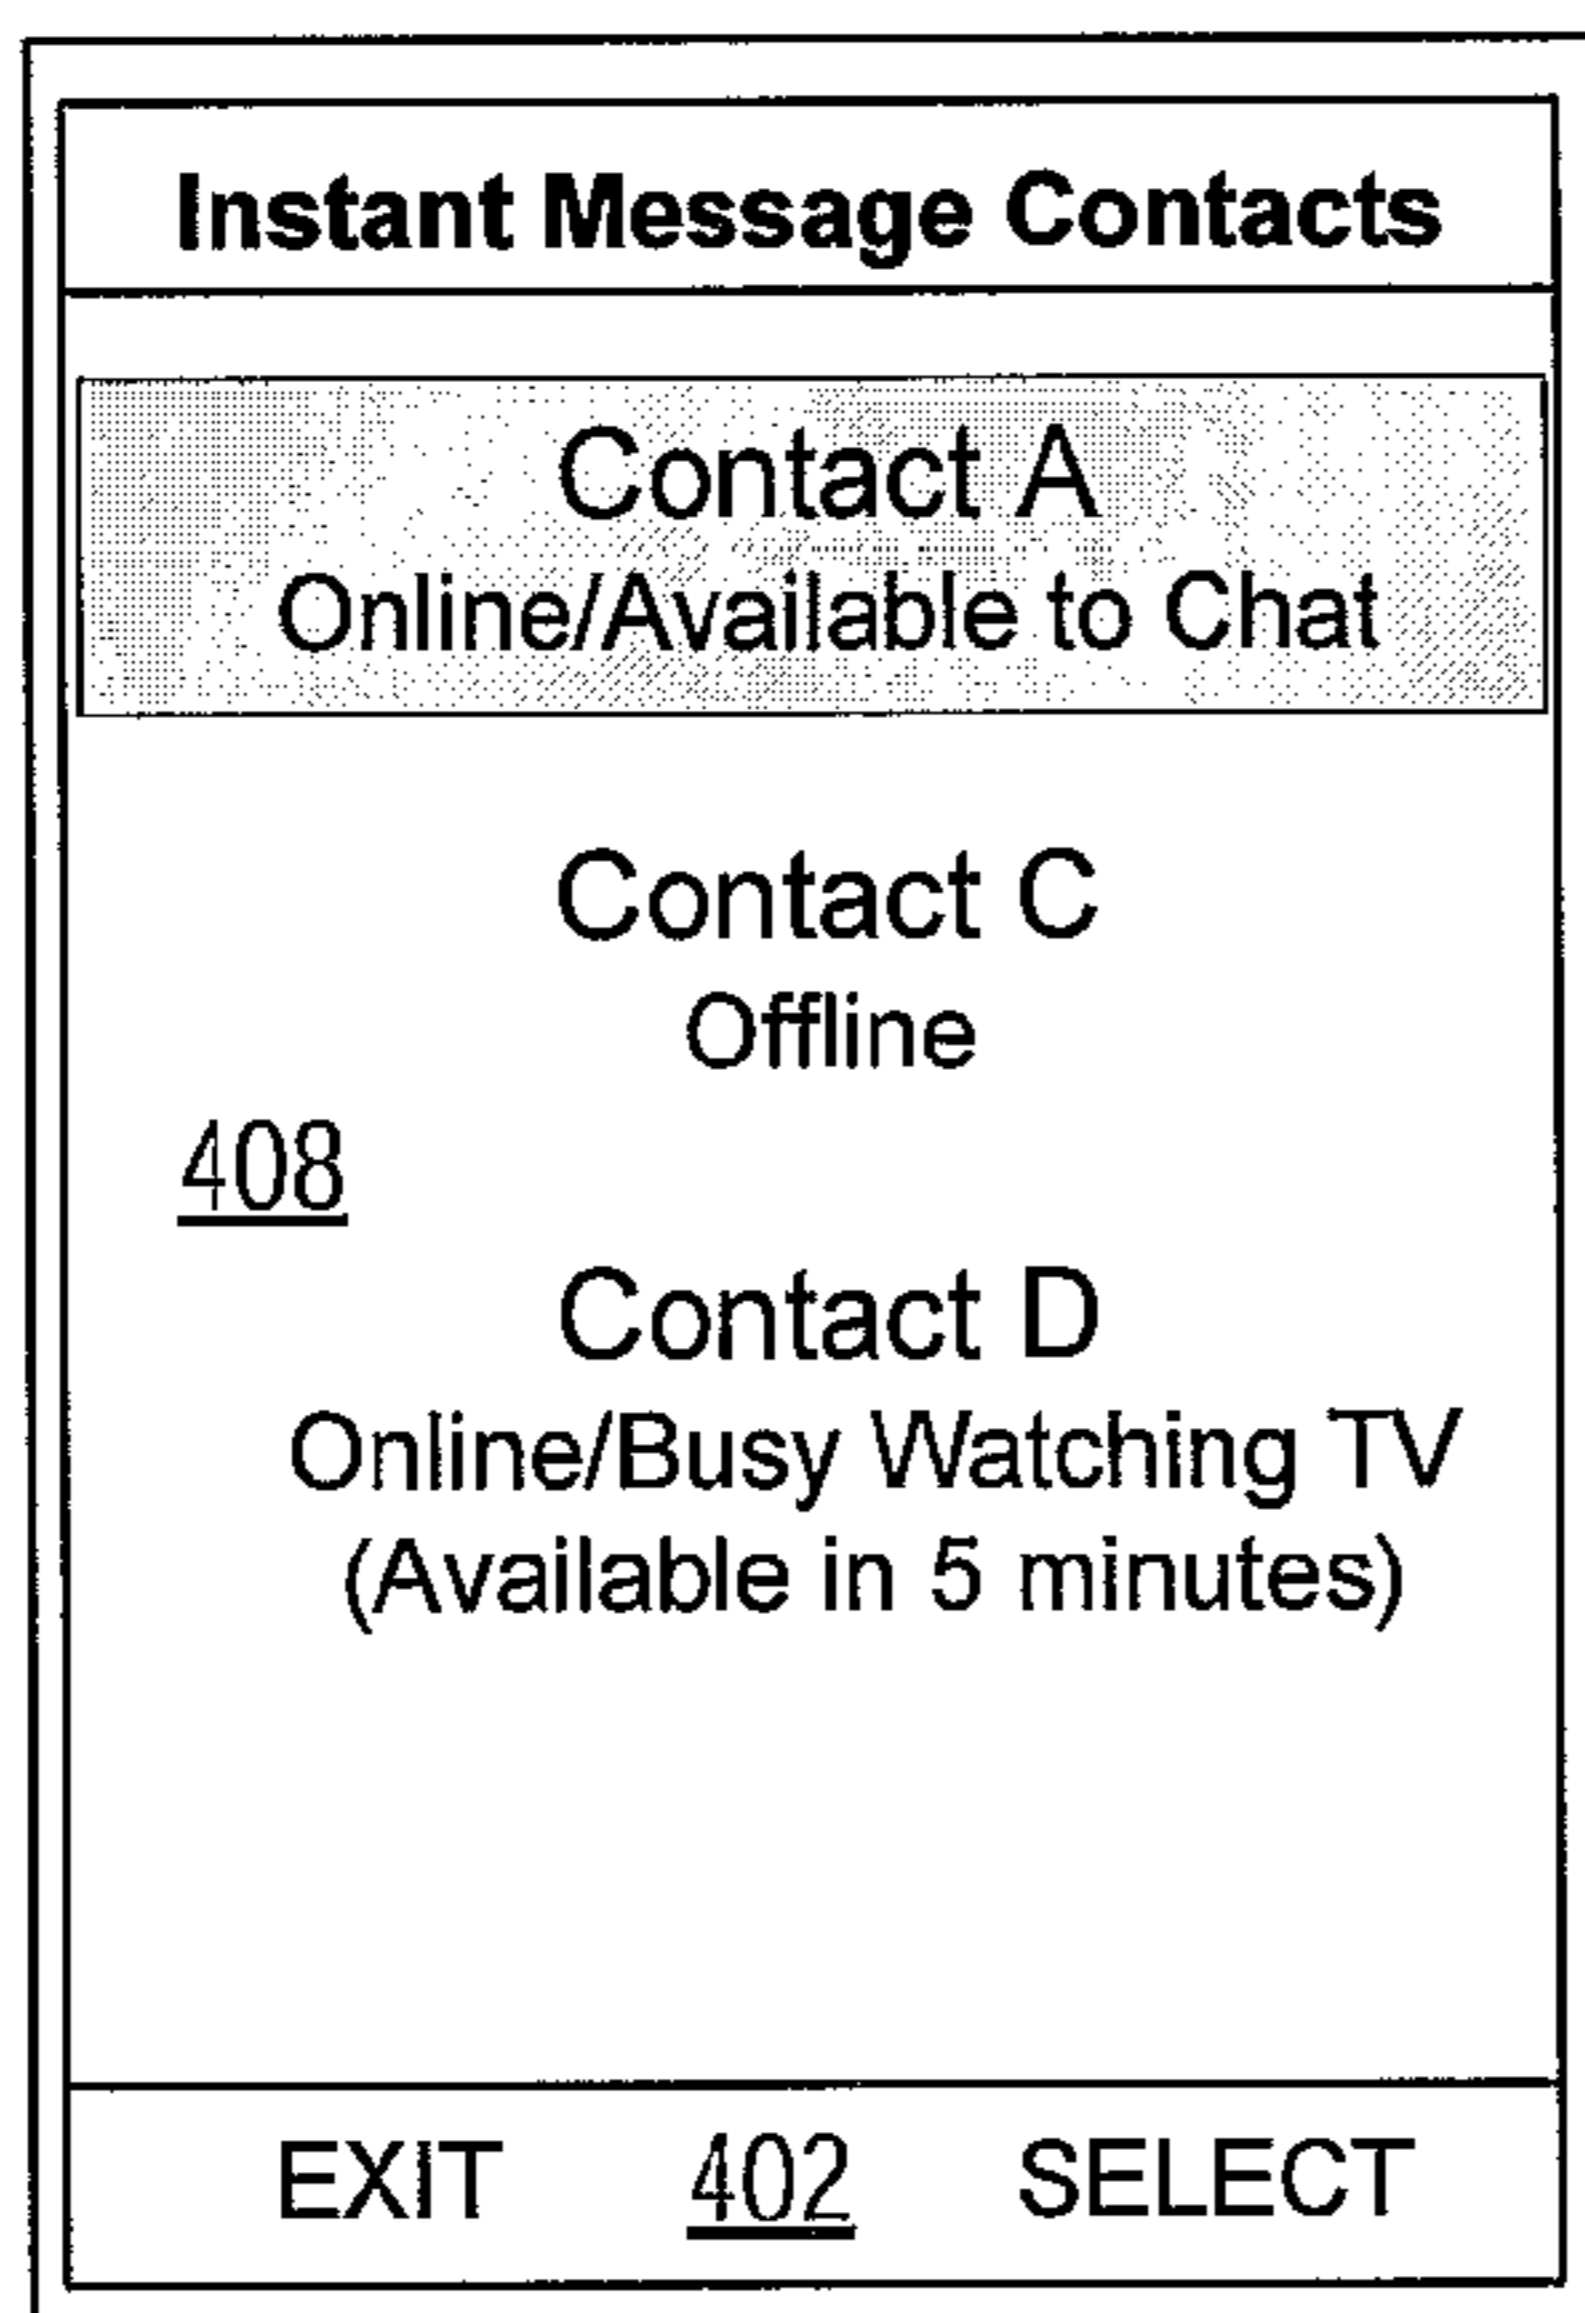 Instant Message Contacts
Contact A
Online/Available to Chat
Contact C
Offline
408
Contact D
Online/Busy Watching TV
(Available in 5 minutes)
EXIT 402 SELECT